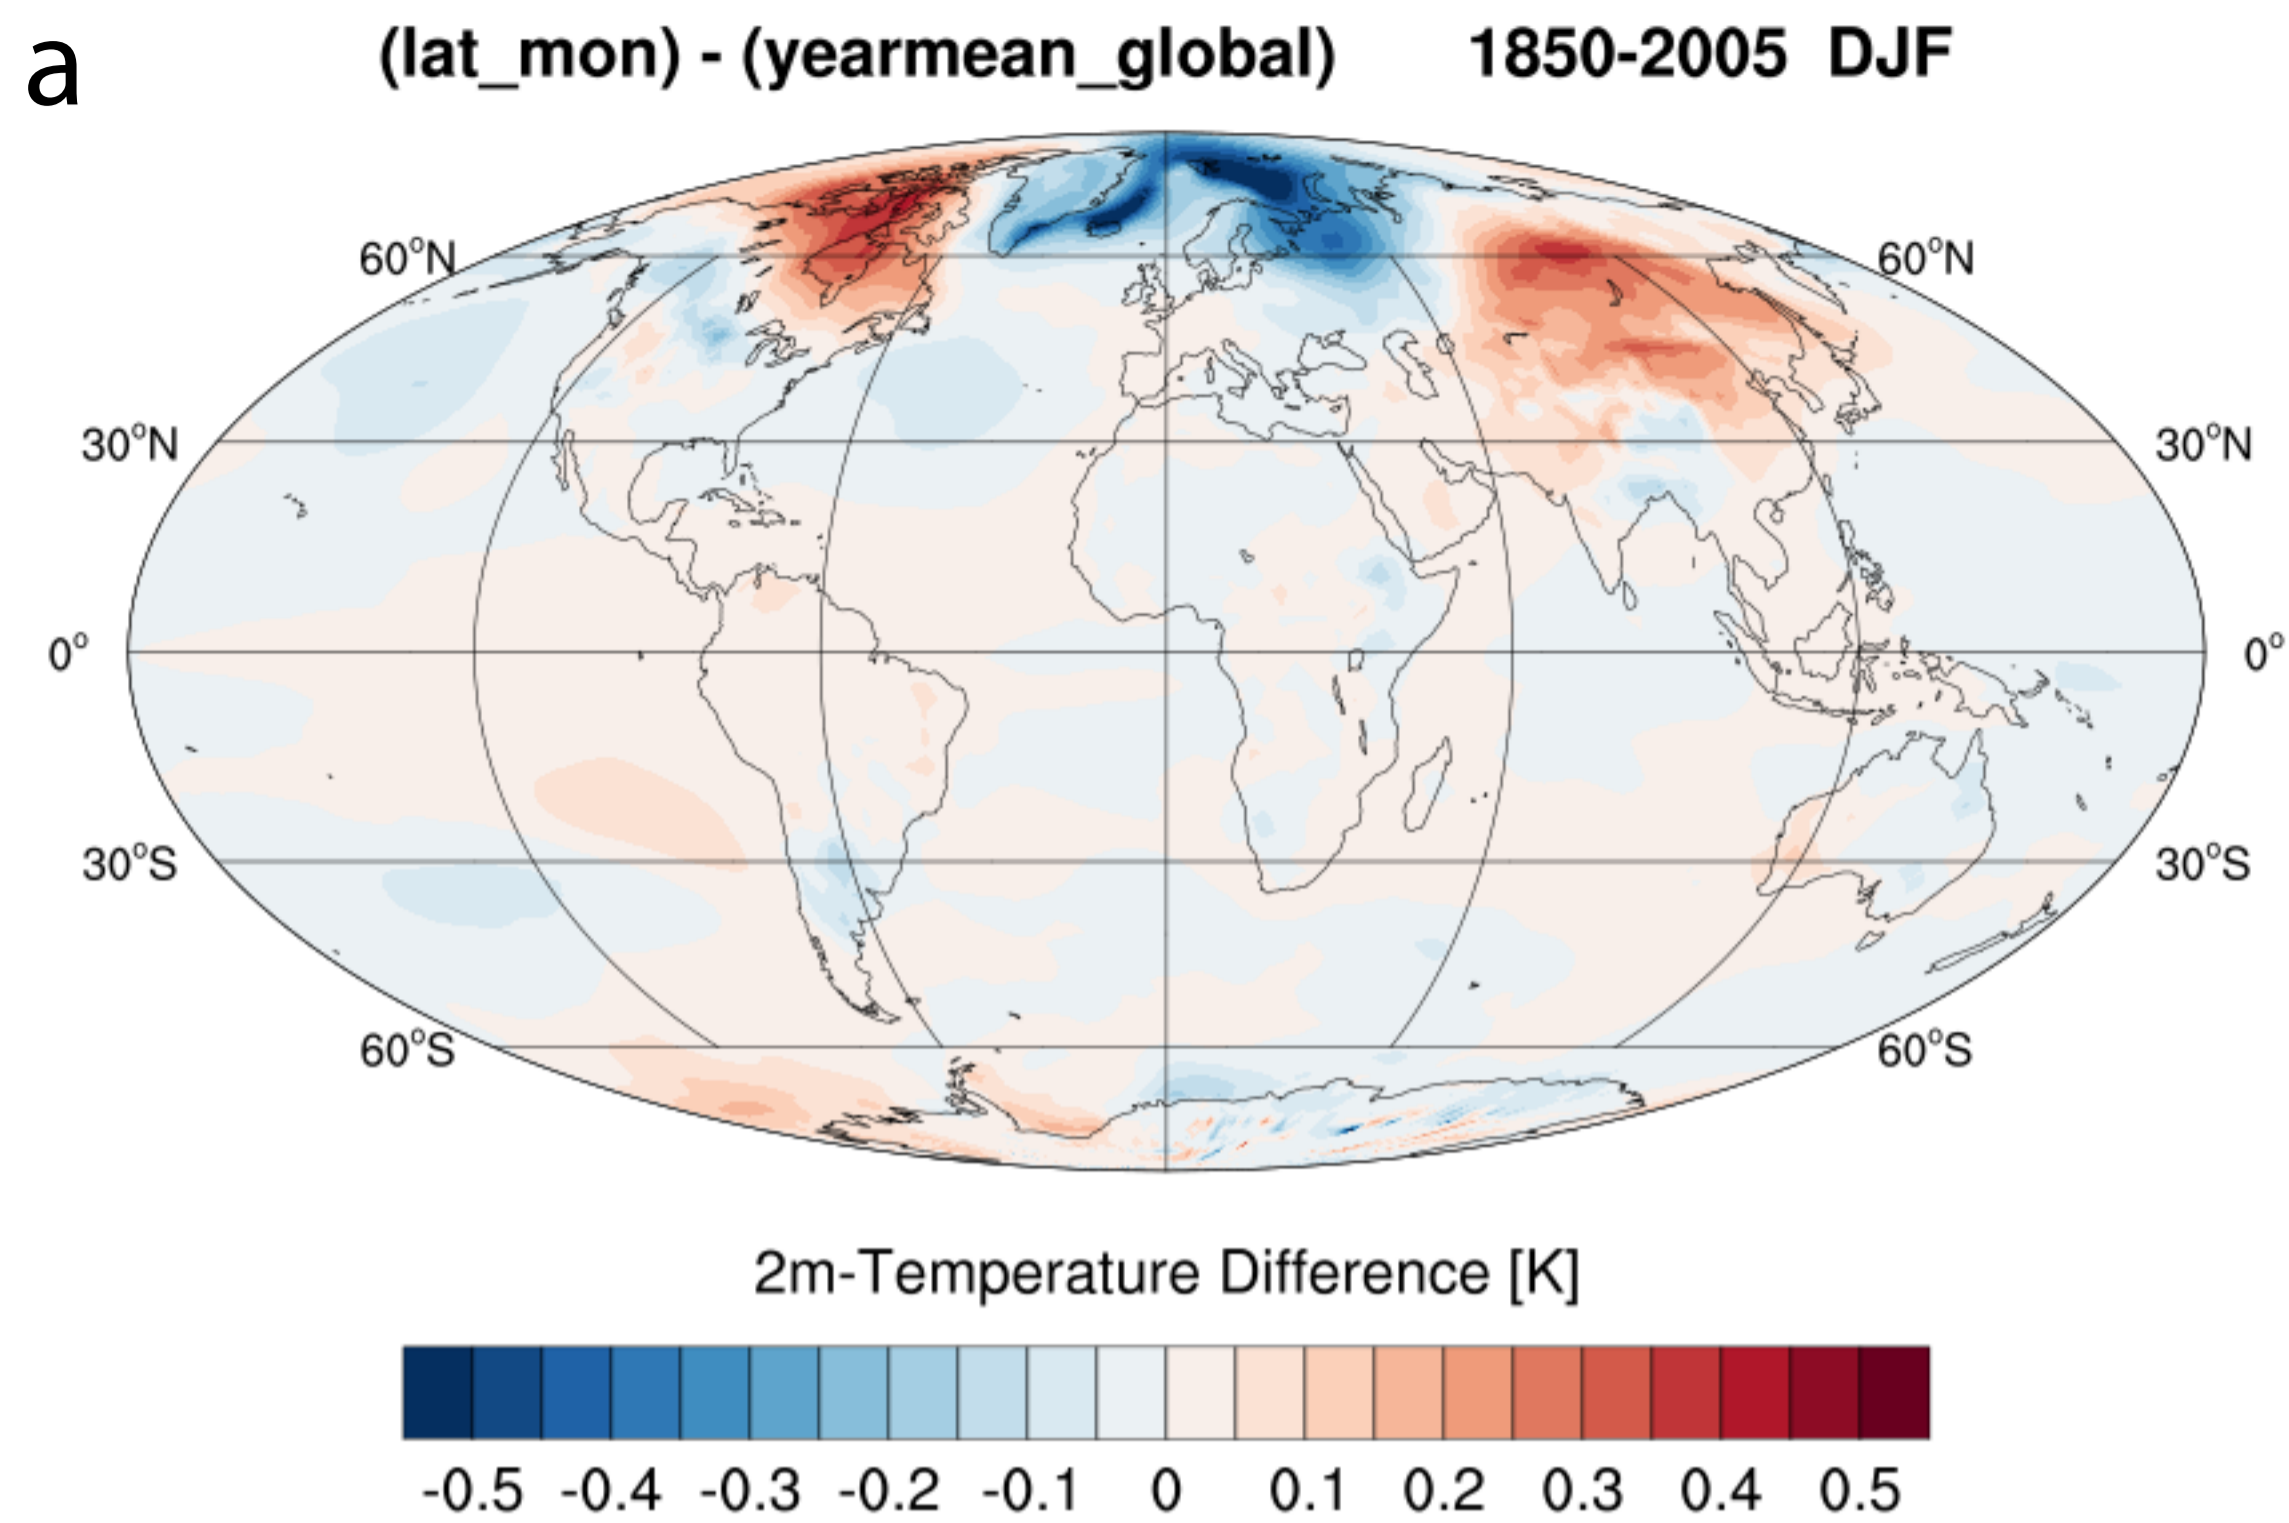 a
(lat_mon) - (yearmean_global) 1850-2005 DJF
60°N 60°N
30°N 30°N
0° 0°
30°S 30°S
60°S 60°S
2m-Temperature Difference [K]
-0.5 -0.4 -0.3 -0.2 -0.1 0 0.1 0.2 0.3 0.4 0.5